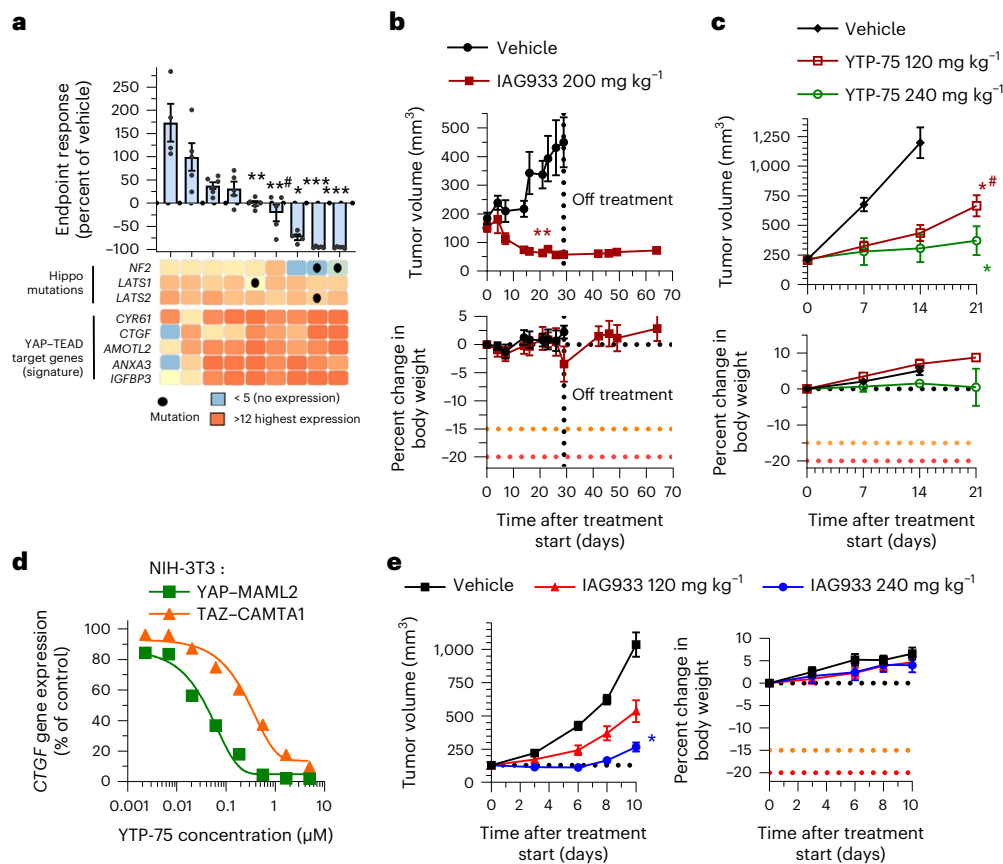 a
Endpoint response
(percent of vehicle)
250
200
150
100
50
0
−50
−100
**
**#
*
***
***
Hippo
mutations
NF2
LATS1
LATS2
YAP–TEAD
target genes
(signature)
CYR61
CTGF
AMOTL2
ANXA3
IGFBP3
Mutation
< 5 (no expression)
>12 highest expression
b
Vehicle
IAG933 200 mg kg−1
Tumor volume (mm3)
500
400
300
200
100
0
**
Off treatment
0 10 20 30 40 50 60 70
Percent change in
body weight
5
0
−5
−10
−15
−20
Off treatment
0 10 20 30 40 50 60 70
Time after treatment
start (days)
c
Vehicle
YTP-75 120 mg kg−1
YTP-75 240 mg kg−1
Tumor volume (mm3)
1,250
1,000
750
500
250
0
*#
*
0 7 14 21
Percent change in
body weight
10
0
−10
−20
0 7 14 21
Time after treatment
start (days)
d
NIH-3T3 :
YAP–MAML2
TAZ–CAMTA1
CTGF gene expression
(% of control)
100
80
60
40
20
0
0.001 0.01 0.1 1 10
YTP-75 concentration (µM)
e
Vehicle
IAG933 120 mg kg−1
IAG933 240 mg kg−1
Tumor volume (mm3)
1,000
750
500
250
0
*
0 2 4 6 8 10
Time after treatment
start (days)
Percent change in
body weight
10
5
0
−5
−10
−15
−20
0 2 4 6 8 10
Time after treatment
start (days)